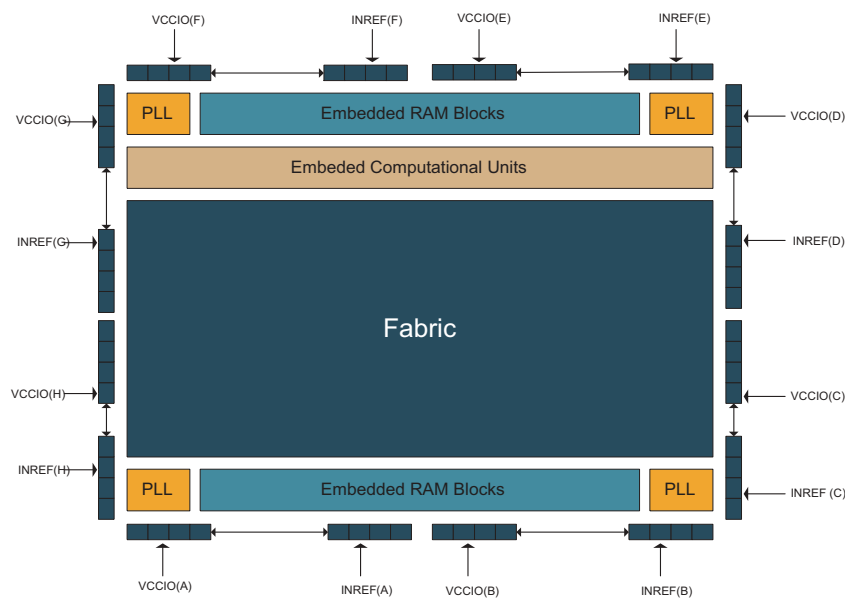 VCCIO(F)
INREF(F)
VCCIO(E)
INREF(E)
VCCIO(G)
PLL
Embedded RAM Blocks
PLL
VCCIO(D)
Embeded Computational Units
INREF(G)
INREF(D)
Fabric
VCCIO(H)
VCCIO(C)
INREF(H)
PLL
Embedded RAM Blocks
PLL
INREF (C)
VCCIO(A)
INREF(A)
VCCIO(B)
INREF(B)